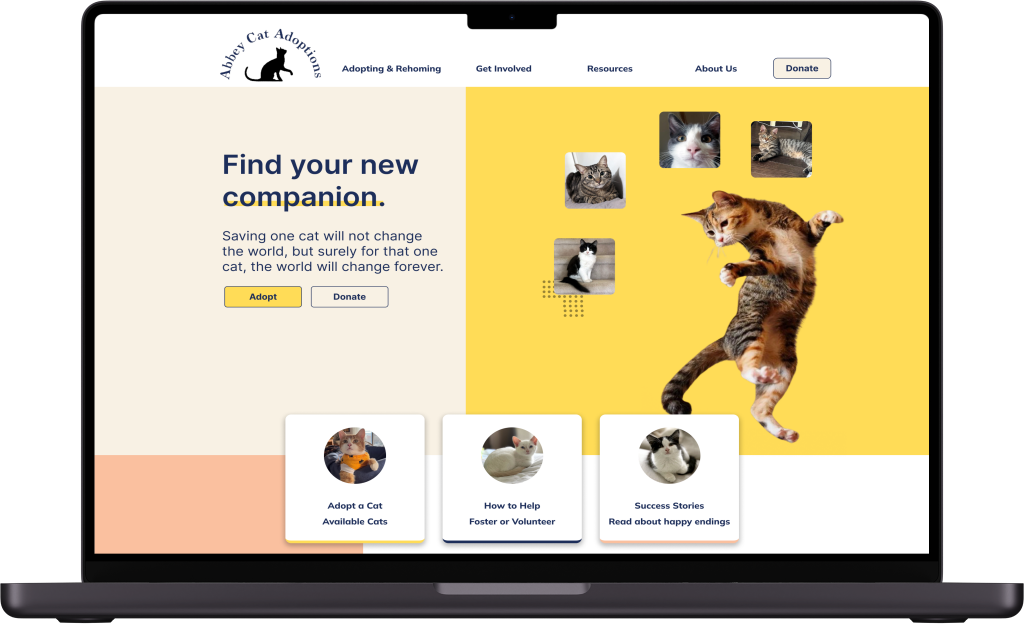 Abbey Cat Adoptions
Adopting & Rehoming
Get Involved
Resources
About Us
Donate
Find your new
companion.
Saving one cat will not change
the world, but surely for that one
cat, the world will change forever.
Adopt
Donate
Adopt a Cat
Available Cats
How to Help
Foster or Volunteer
Success Stories
Read about happy endings